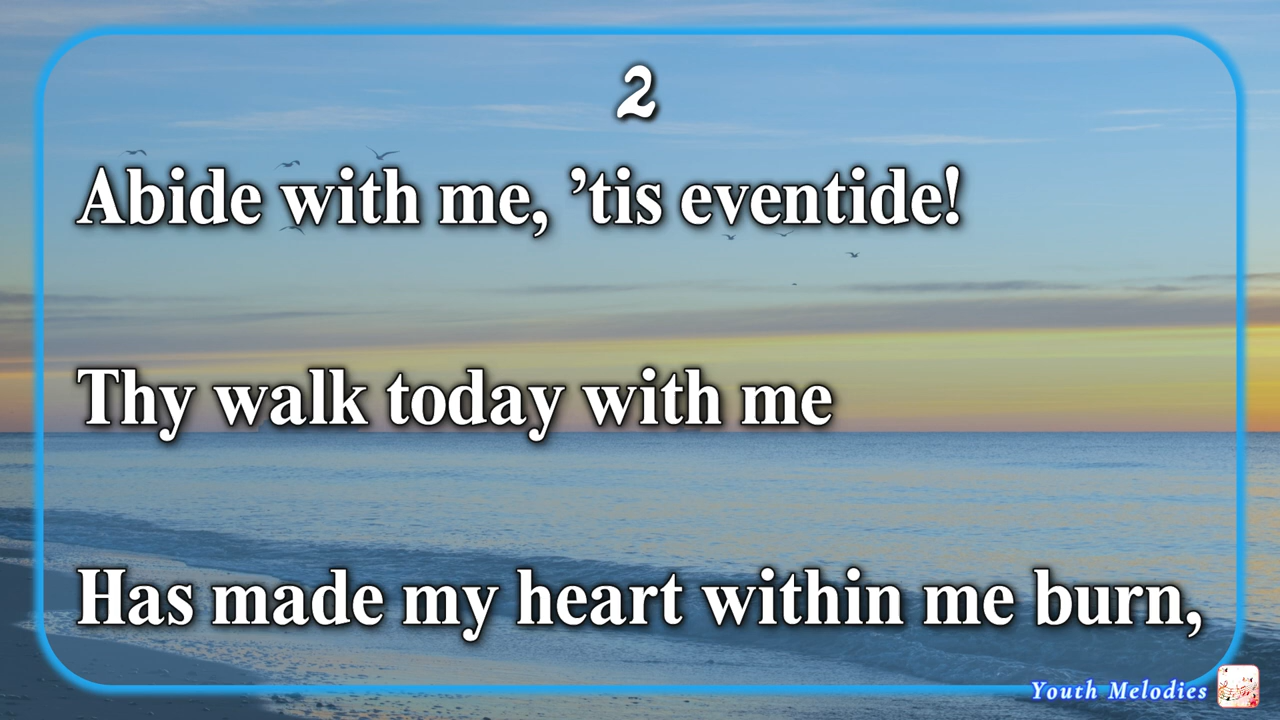 2
Abide with me, ’tis eventide!
Thy walk today with me
Has made my heart within me burn,
Youth Melodies